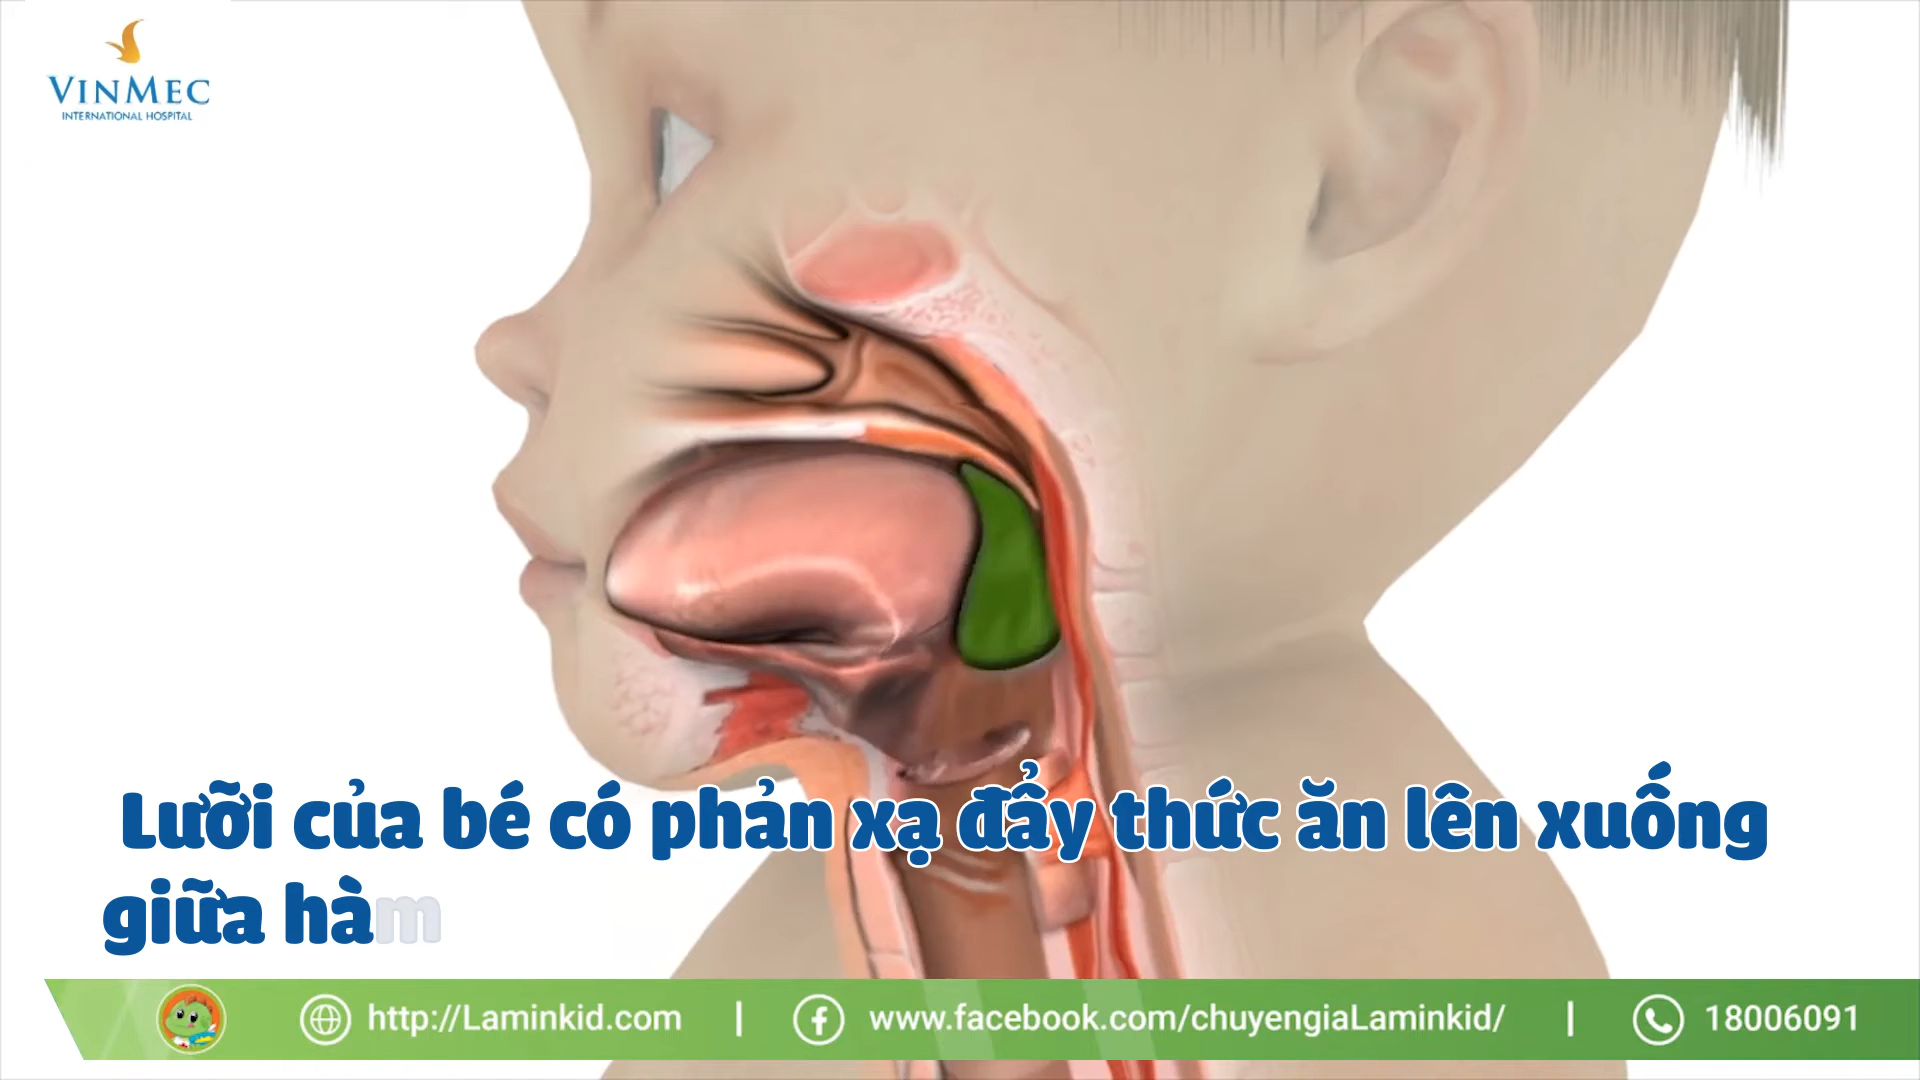 VINMEC
INTERNATIONAL HOSPITAL
Lưỡi của bé có phản xạ đẩy thức ăn lên xuống
giữa hàm
http://Laminkid.com | www.facebook.com/chuyengiaLaminkid/ | 18006091